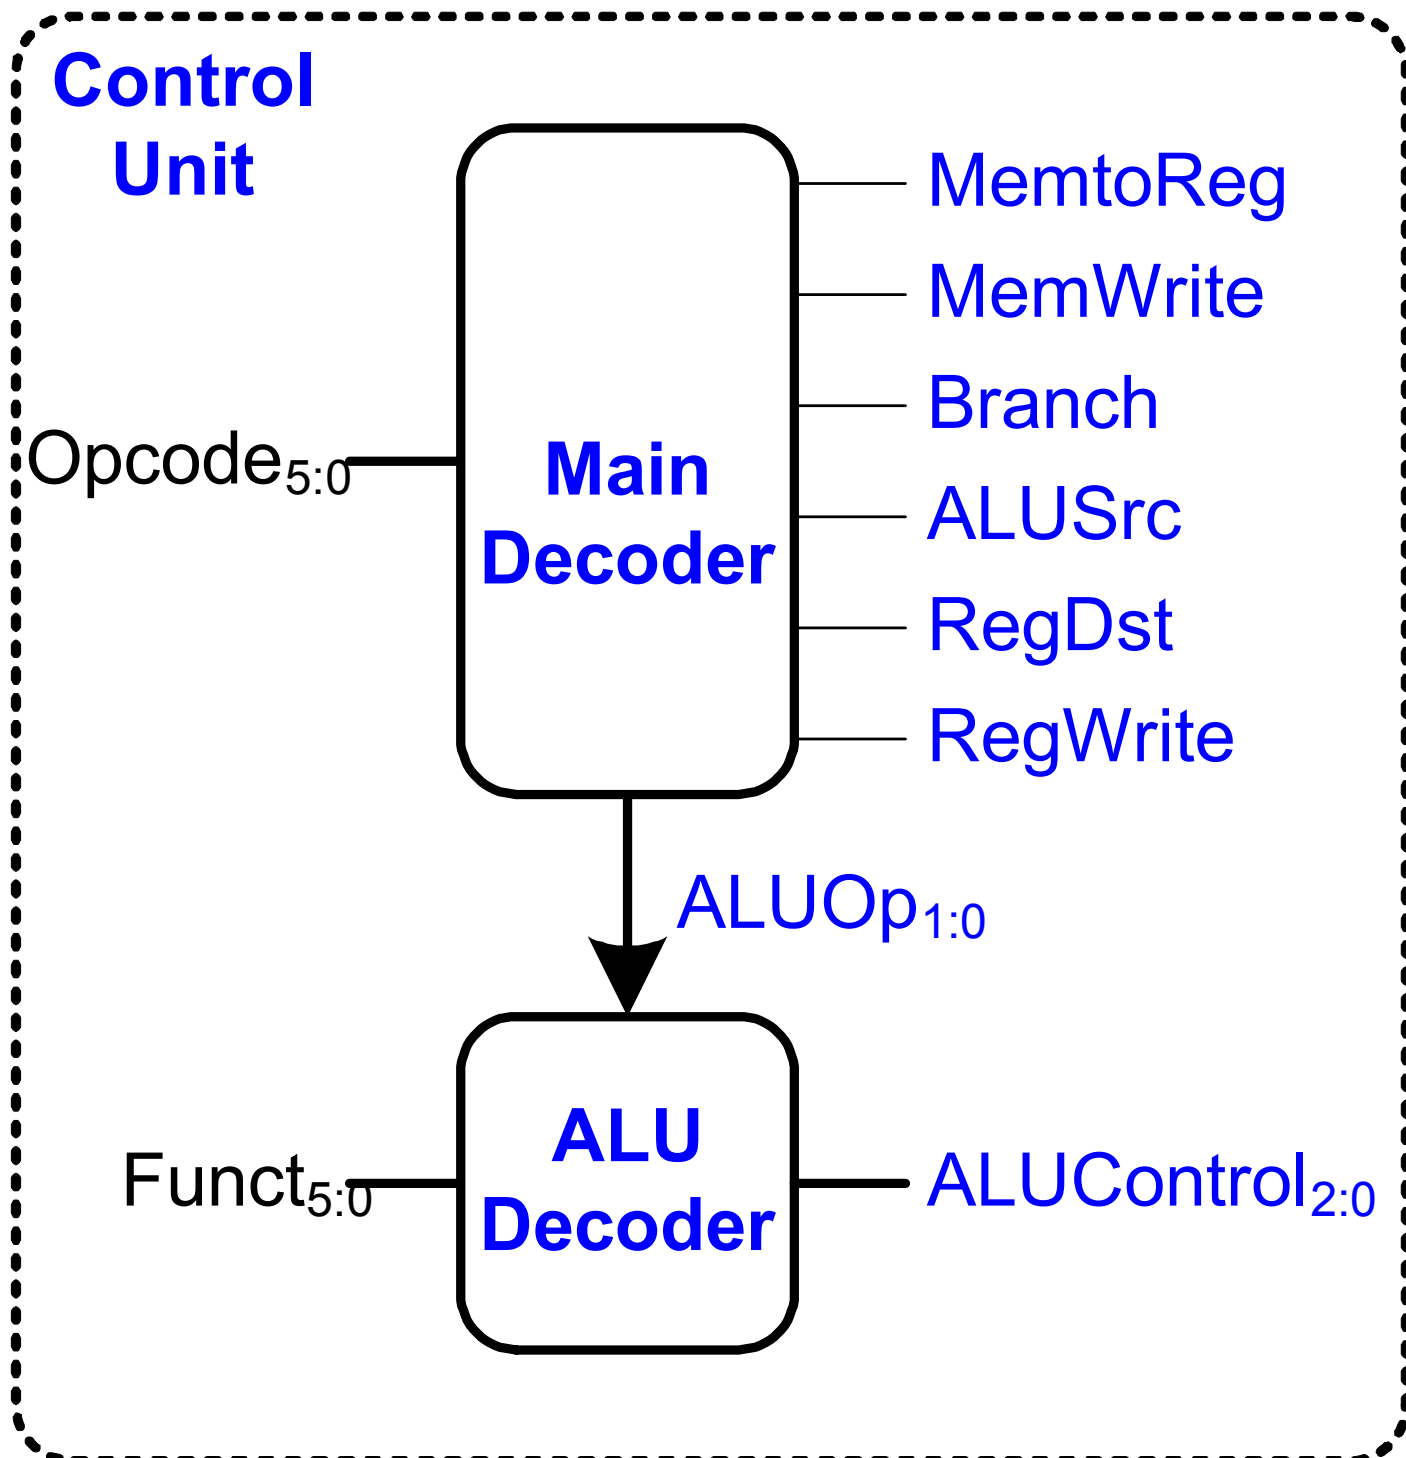 Control
Unit
MemtoReg
MemWrite
Branch
Opcode5:0
Main
Decoder
ALUSrc
RegDst
RegWrite
ALUOp1:0
ALU
Decoder
Funct5:0
ALUControl2:0